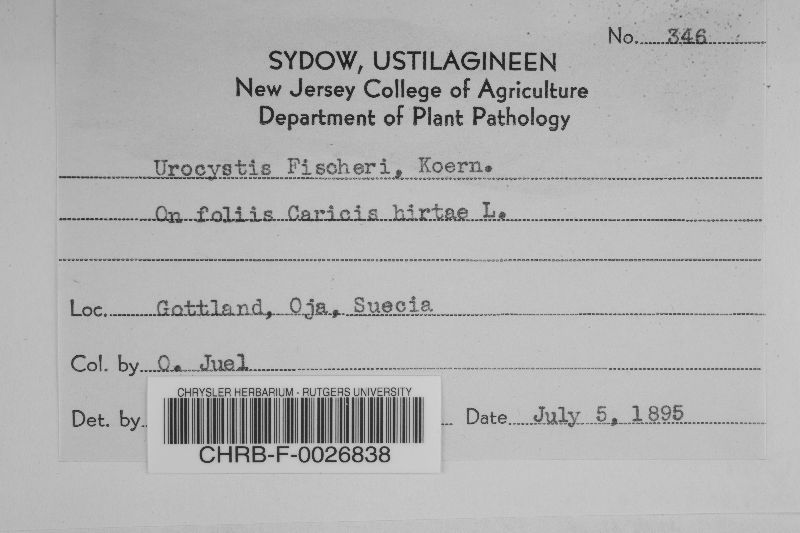 No. 346
SYDOW, USTILAGINEEN
New Jersey College of Agriculture
Department of Plant Pathology
Urocystis Fischeri, Koern.
On foliis Caricis hirtae L.
Loc. Gottland, Oja, Suecia
Col. by O. Juel
Det. by
Date July 5, 1895
CHRYSLER HERBARIUM - RUTGERS UNIVERSITY
CHRB-F-0026838